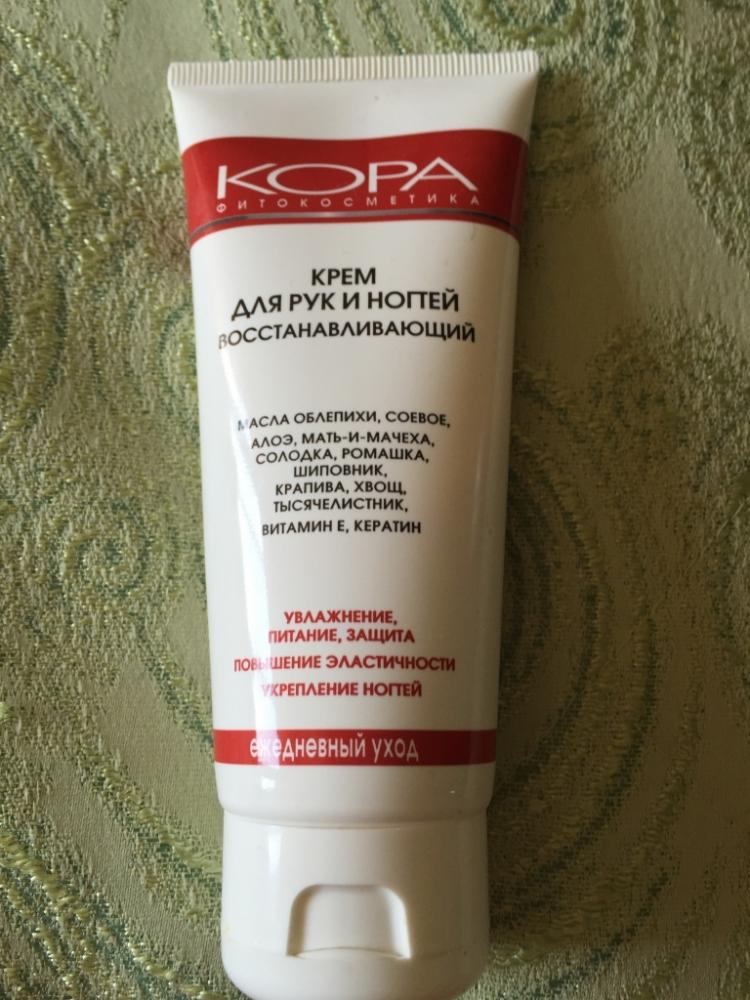 КОРА
ФИТОКОСМЕТИКА
КРЕМ
ДЛЯ РУК И НОГТЕЙ
ВОССТАНАВЛИВАЮЩИЙ
МАСЛА ОБЛЕПИХИ, СОЕВОЕ,
АЛОЭ, МАТЬ-И-МАЧЕХА,
СОЛОДКА, РОМАШКА,
ШИПОВНИК,
КРАПИВА, ХВОЩ,
ТЫСЯЧЕЛИСТНИК,
ВИТАМИН Е, КЕРАТИН
УВЛАЖНЕНИЕ,
ПИТАНИЕ, ЗАЩИТА
ПОВЫШЕНИЕ ЭЛАСТИЧНОСТИ
УКРЕПЛЕНИЕ НОГТЕЙ
ежедневный уход